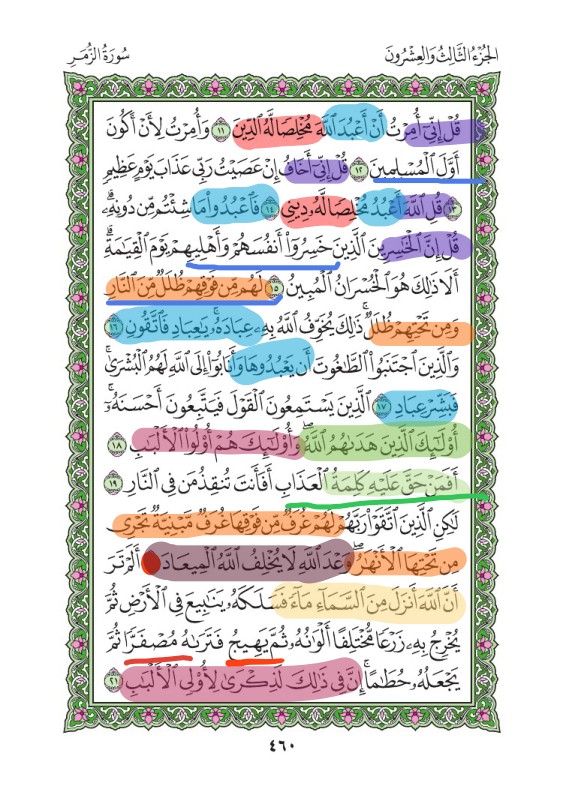 الجُزْءُ الثَّالِثُ وَالعِشْرُونَ سُورَةُ الزُّمَرِ
قُلْ إِنِّىٓ أُمِرْتُ أَنْ أَعْبُدَ ٱللَّهَ مُخْلِصًا لَّهُ ٱلدِّينَ ١١ وَأُمِرْتُ لِأَنْ أَكُونَ
أَوَّلَ ٱلْمُسْلِمِينَ ١٢ قُلْ إِنِّىٓ أَخَافُ إِنْ عَصَيْتُ رَبِّى عَذَابَ يَوْمٍ عَظِيمٍ
١٣ قُلِ ٱللَّهَ أَعْبُدُ مُخْلِصًا لَّهُۥ دِينِى ١٤ فَٱعْبُدُوا۟ مَا شِئْتُم مِّن دُونِهِۦۗ
قُلْ إِنَّ ٱلْخَٰسِرِينَ ٱلَّذِينَ خَسِرُوٓا۟ أَنفُسَهُمْ وَأَهْلِيهِمْ يَوْمَ ٱلْقِيَٰمَةِۗ
أَلَا ذَٰلِكَ هُوَ ٱلْخُسْرَانُ ٱلْمُبِينُ ١٥ لَهُم مِّن فَوْقِهِمْ ظُلَلٌ مِّنَ ٱلنَّارِ
وَمِن تَحْتِهِمْ ظُلَلٌۚ ذَٰلِكَ يُخَوِّفُ ٱللَّهُ بِهِۦ عِبَادَهُۥۚ يَٰعِبَادِ فَٱتَّقُونِ ١٦
وَٱلَّذِينَ ٱجْتَنَبُوا۟ ٱلطَّٰغُوتَ أَن يَعْبُدُوهَا وَأَنَابُوٓا۟ إِلَى ٱللَّهِ لَهُمُ ٱلْبُشْرَىٰۚ
فَبَشِّرْ عِبَادِ ١٧ ٱلَّذِينَ يَسْتَمِعُونَ ٱلْقَوْلَ فَيَتَّبِعُونَ أَحْسَنَهُۥٓۚ
أُو۟لَٰٓئِكَ ٱلَّذِينَ هَدَىٰهُمُ ٱللَّهُۖ وَأُو۟لَٰٓئِكَ هُمْ أُو۟لُوا۟ ٱلْأَلْبَٰبِ ١٨
أَفَمَنْ حَقَّ عَلَيْهِ كَلِمَةُ ٱلْعَذَابِ أَفَأَنتَ تُنقِذُ مَن فِى ٱلنَّارِ ١٩
لَٰكِنِ ٱلَّذِينَ ٱتَّقَوْا۟ رَبَّهُمْ لَهُمْ غُرَفٌ مِّن فَوْقِهَا غُرَفٌ مَّبْنِيَّةٌ تَجْرِى
مِن تَحْتِهَا ٱلْأَنْهَٰرُۖ وَعْدَ ٱللَّهِ لَا يُخْلِفُ ٱللَّهُ ٱلْمِيعَادَ أَلَمْ تَرَ
أَنَّ ٱللَّهَ أَنزَلَ مِنَ ٱلسَّمَآءِ مَآءً فَسَلَكَهُۥ يَنَٰبِيعَ فِى ٱلْأَرْضِ ثُمَّ
يُخْرِجُ بِهِۦ زَرْعًا مُّخْتَلِفًا أَلْوَٰنُهُۥ ثُمَّ يَهِيجُ فَتَرَىٰهُ مُصْفَرًّا ثُمَّ
يَجْعَلُهُۥ حُطَٰمًاۚ إِنَّ فِى ذَٰلِكَ لَذِكْرَىٰ لِأُو۟لِى ٱلْأَلْبَٰبِ ٢١
٤٦٠